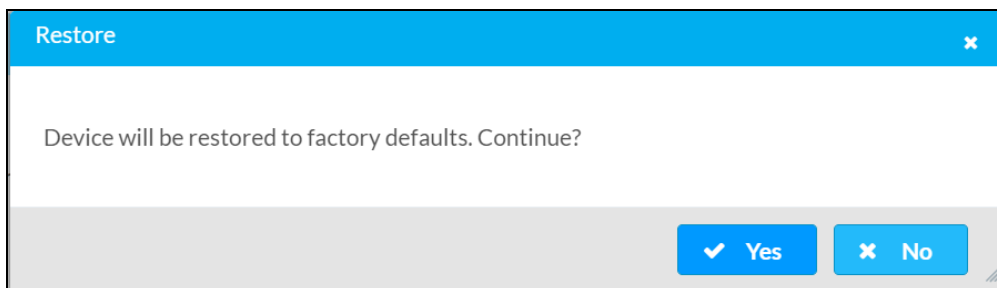 Restore
Device will be restored to factory defaults. Continue?
Yes No